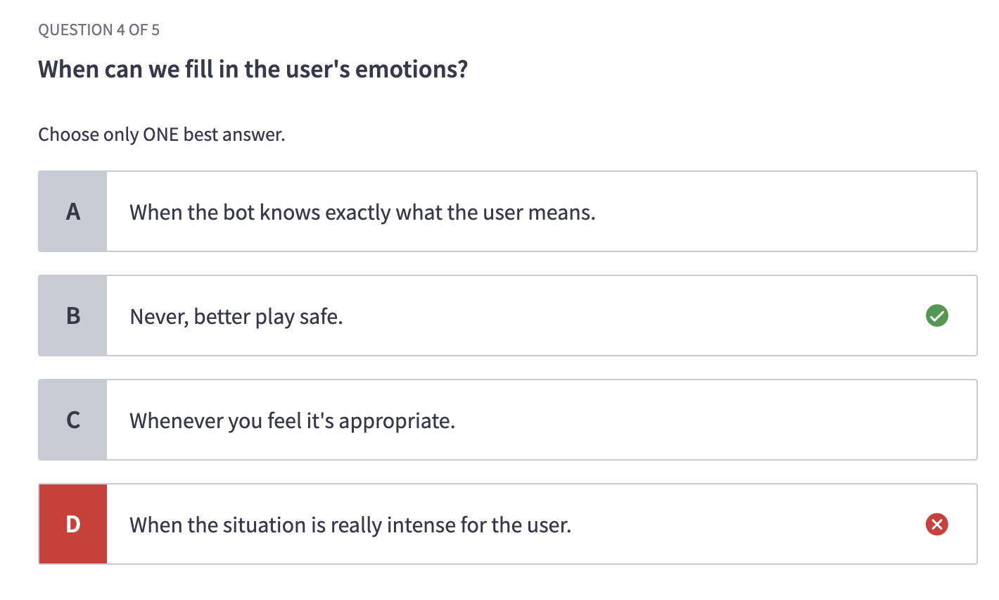 QUESTION 4 OF 5
When can we fill in the user's emotions?
Choose only ONE best answer.
A When the bot knows exactly what the user means.
B Never, better play safe.
C Whenever you feel it's appropriate.
D When the situation is really intense for the user.